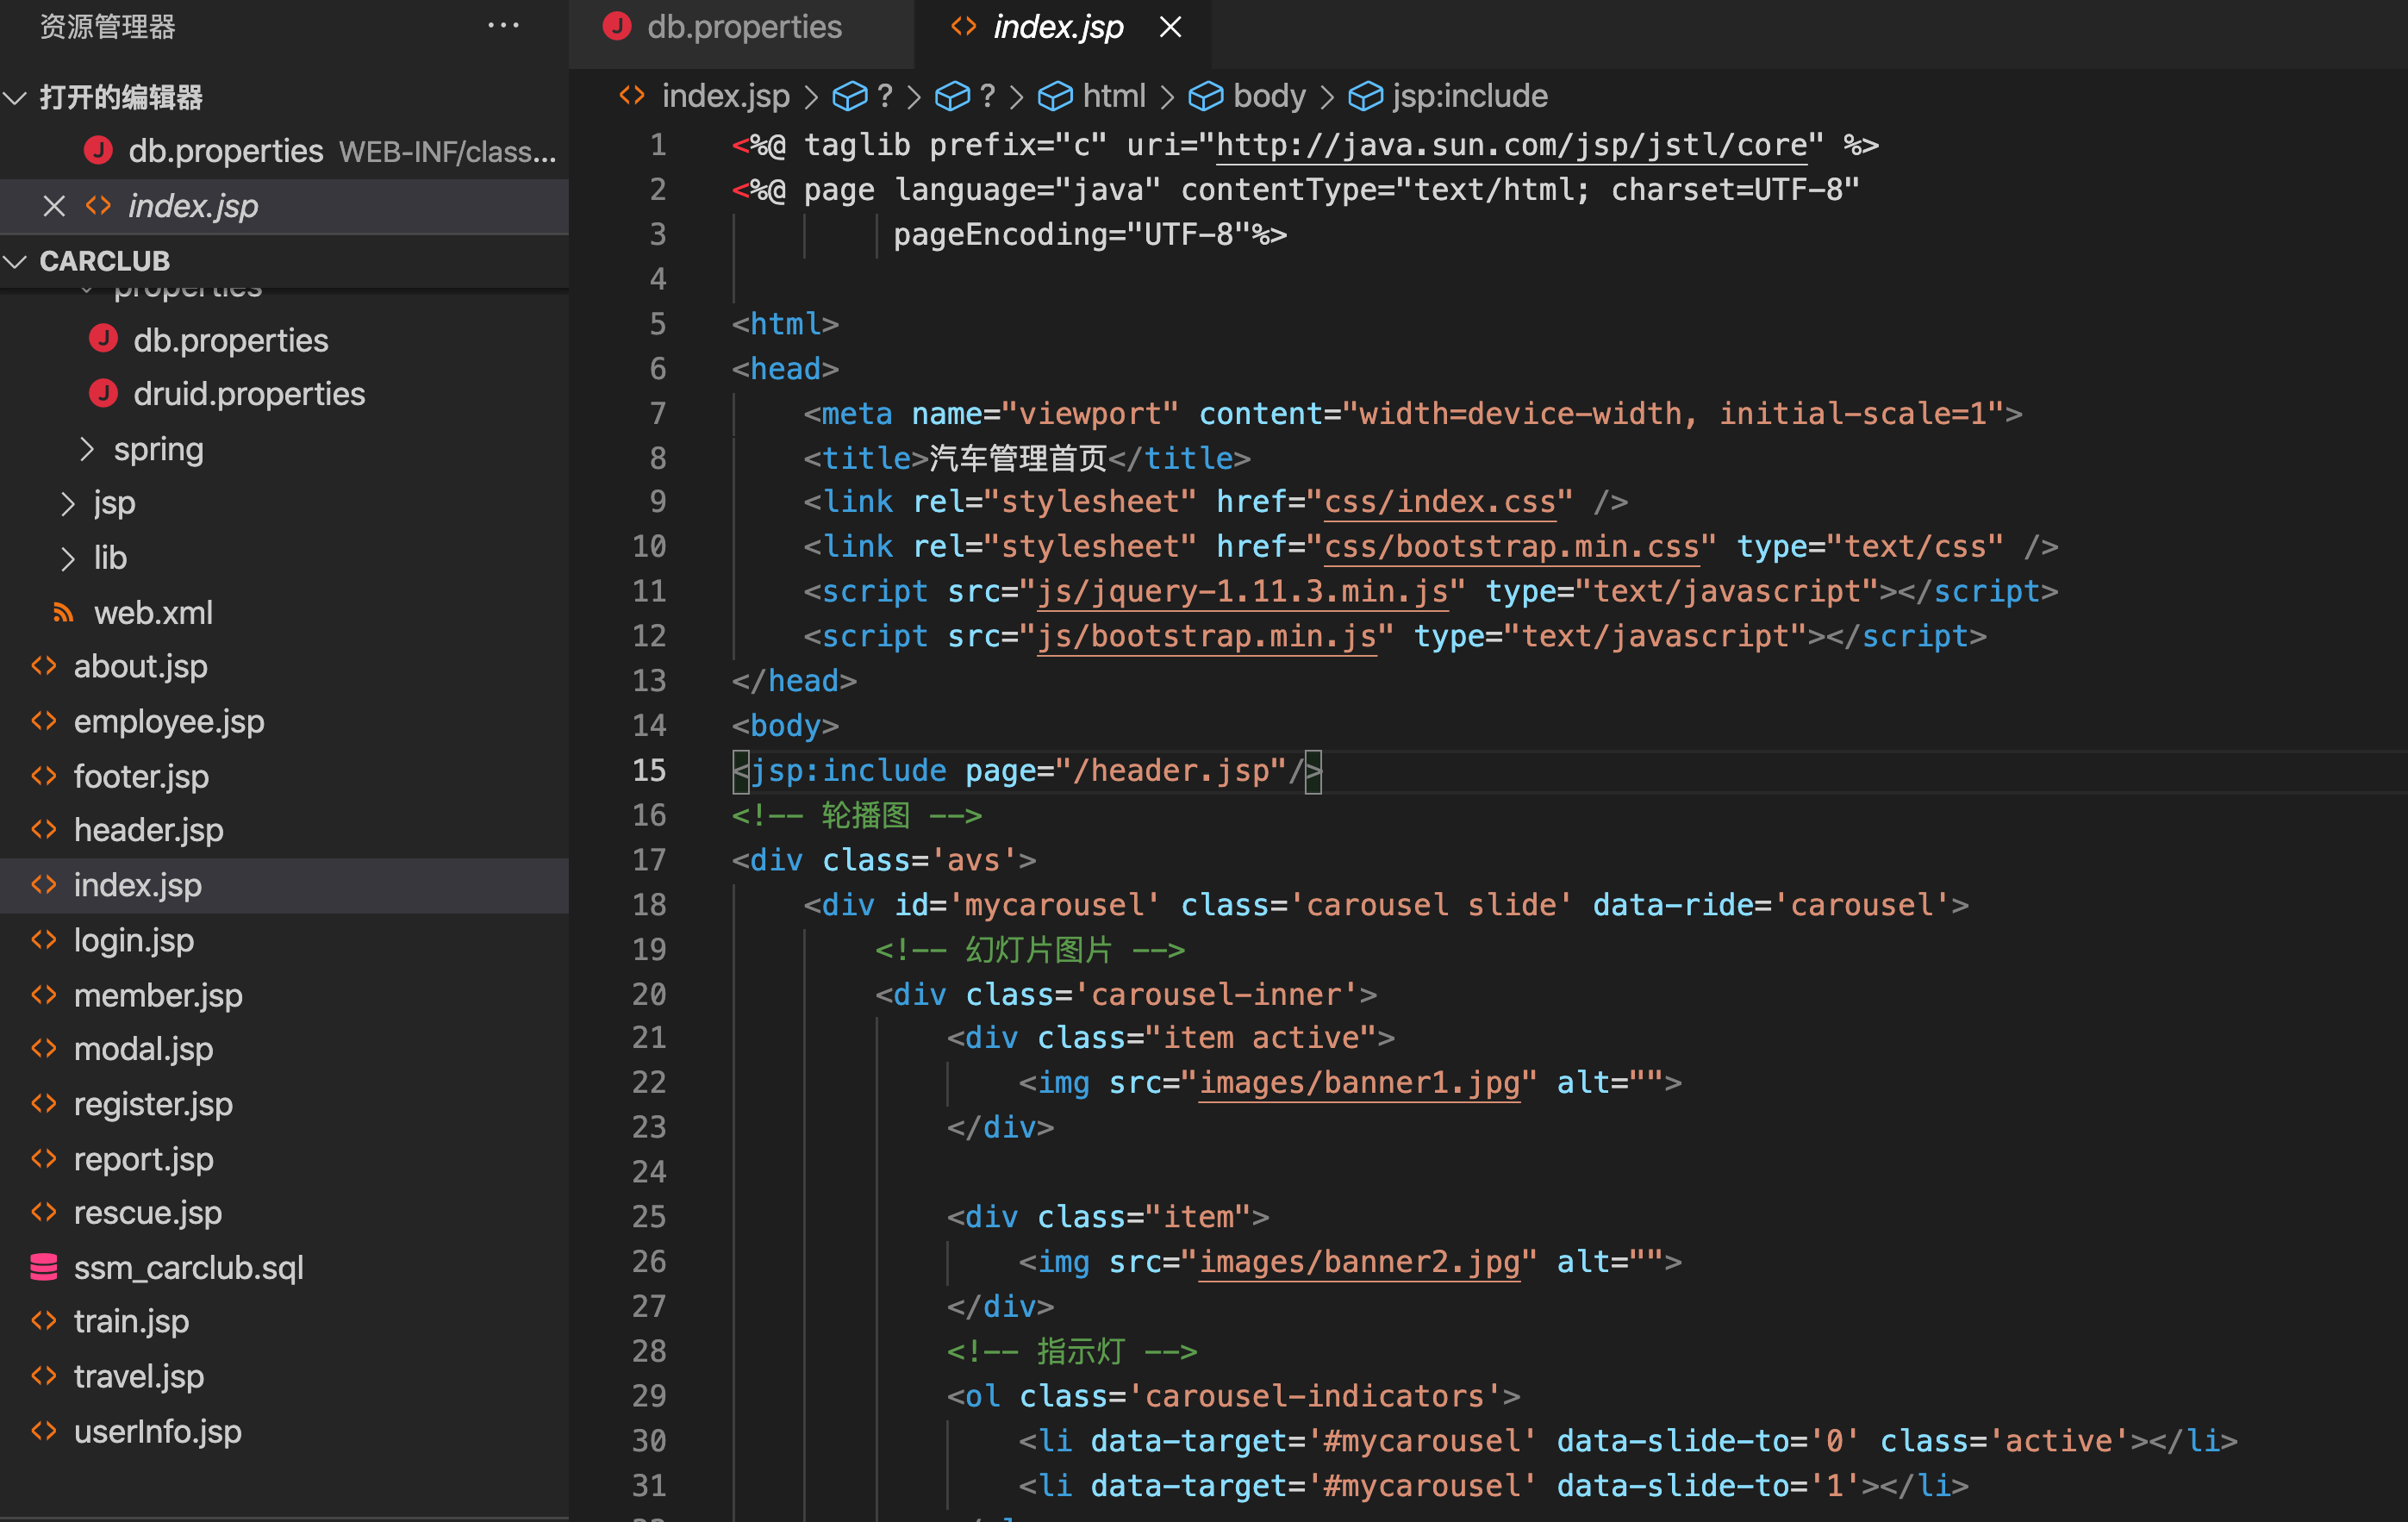 资源管理器
打开的编辑器
db.properties WEB-INF/class...
index.jsp
CARCLUB
properties
db.properties
druid.properties
spring
jsp
lib
web.xml
about.jsp
employee.jsp
footer.jsp
header.jsp
index.jsp
login.jsp
member.jsp
modal.jsp
register.jsp
report.jsp
rescue.jsp
ssm_carclub.sql
train.jsp
travel.jsp
userInfo.jsp
db.properties index.jsp
index.jsp > ? > ? > html > body > jsp:include
1 <%@ taglib prefix="c" uri="http://java.sun.com/jsp/jstl/core" %>
2 <%@ page language="java" contentType="text/html; charset=UTF-8"
3 pageEncoding="UTF-8"%>
4
5 <html>
6 <head>
7 <meta name="viewport" content="width=device-width, initial-scale=1">
8 <title>汽车管理首页</title>
9 <link rel="stylesheet" href="css/index.css" />
10 <link rel="stylesheet" href="css/bootstrap.min.css" type="text/css" />
11 <script src="js/jquery-1.11.3.min.js" type="text/javascript"></script>
12 <script src="js/bootstrap.min.js" type="text/javascript"></script>
13 </head>
14 <body>
15 <jsp:include page="/header.jsp"/>
16 <!-- 轮播图 -->
17 <div class='avs'>
18 <div id='mycarousel' class='carousel slide' data-ride='carousel'>
19 <!-- 幻灯片图片 -->
20 <div class='carousel-inner'>
21 <div class="item active">
22 <img src="images/banner1.jpg" alt="">
23 </div>
24
25 <div class="item">
26 <img src="images/banner2.jpg" alt="">
27 </div>
28 <!-- 指示灯 -->
29 <ol class='carousel-indicators'>
30 <li data-target='#mycarousel' data-slide-to='0' class='active'></li>
31 <li data-target='#mycarousel' data-slide-to='1'></li>